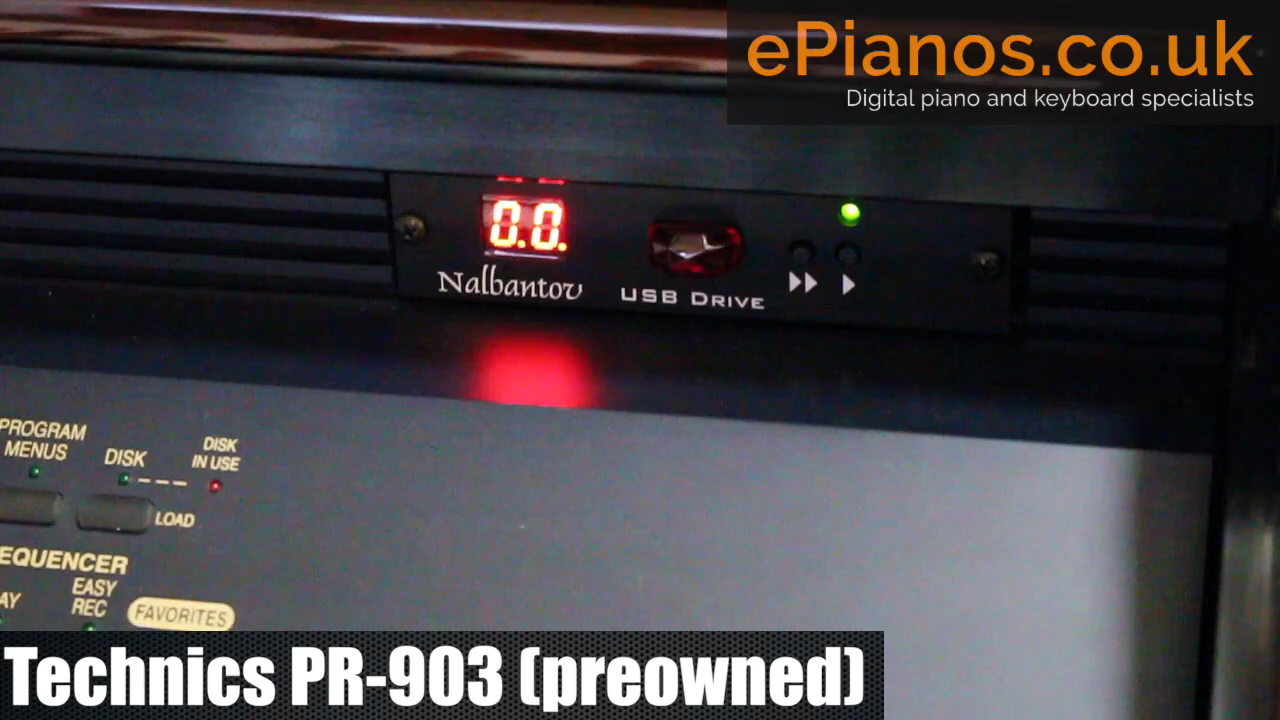 ePianos.co.uk
Digital piano and keyboard specialists
0.0.
Nalbantov
USB DRIVE
PROGRAM
MENUS
DISK
DISK
IN USE
LOAD
EQUENCER
AY
EASY
REC
FAVORITES
Technics PR-903 (preowned)